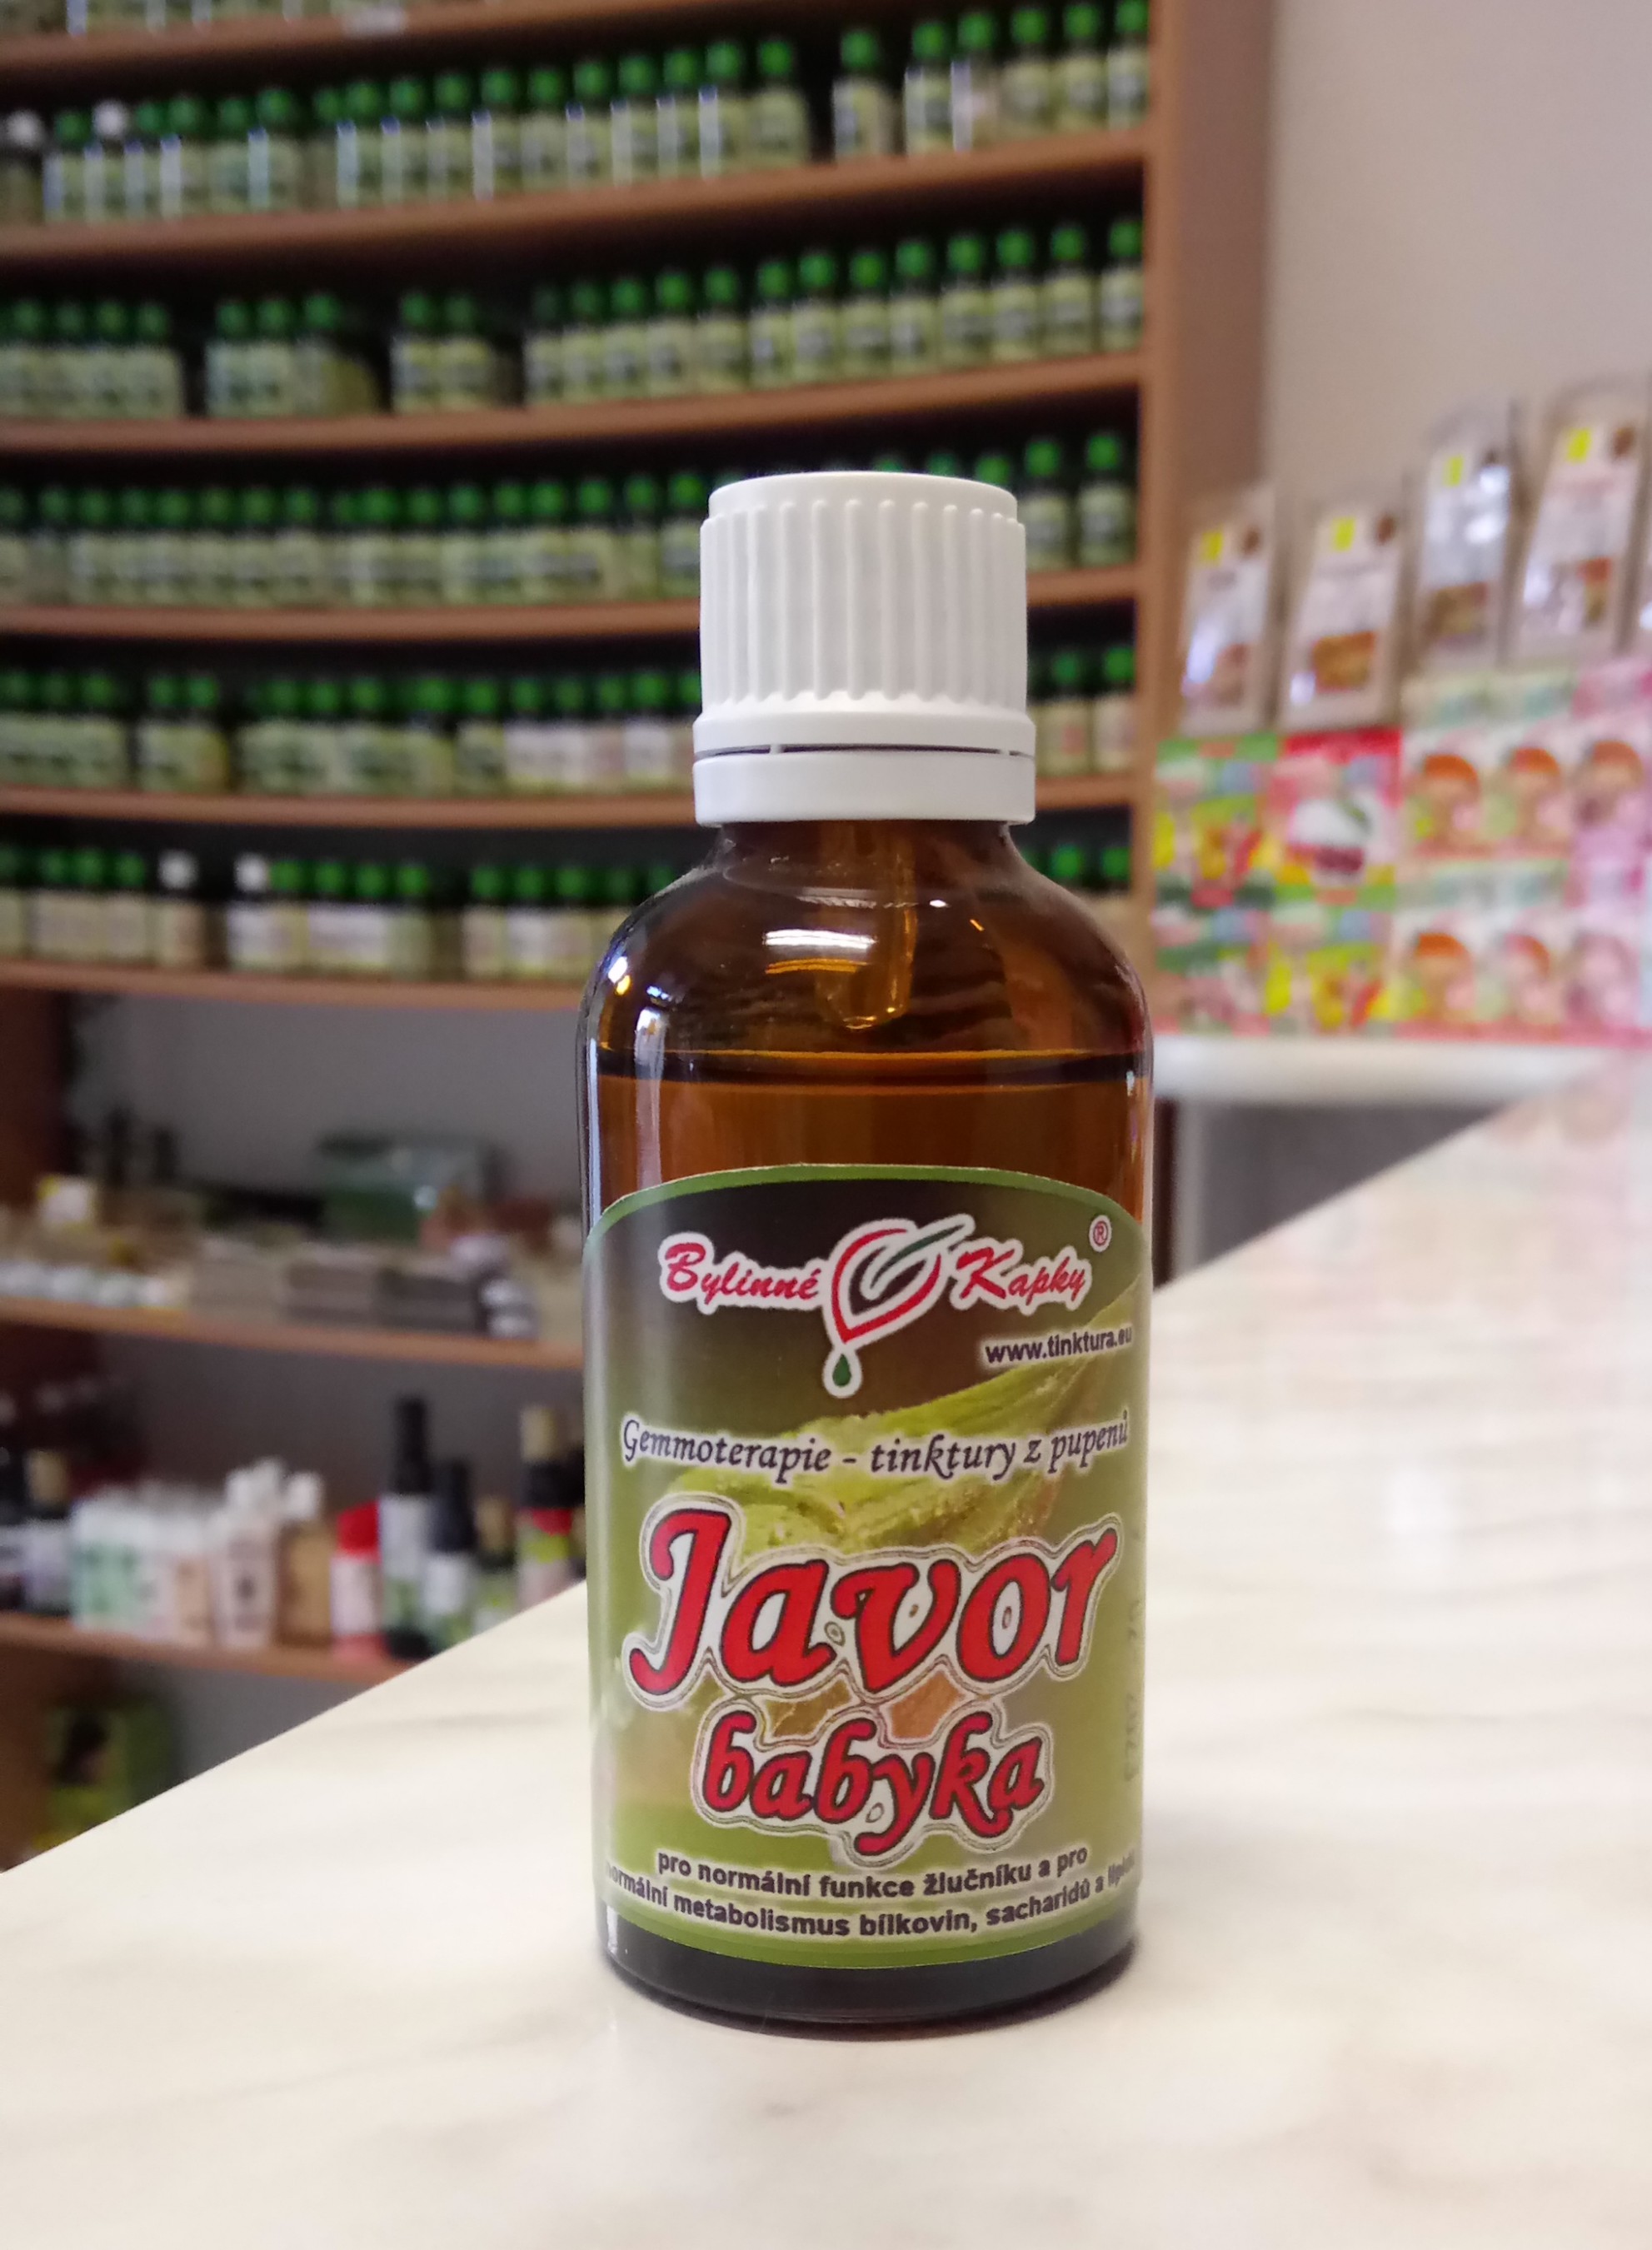 Bylinné Kapky®
www.tinktura.eu
Gemmoterapie - tinktury z pupenů
Javor
babyka
pro normální funkce žlučníku a pro
normální metabolismus bílkovin, sacharidů a lipidů